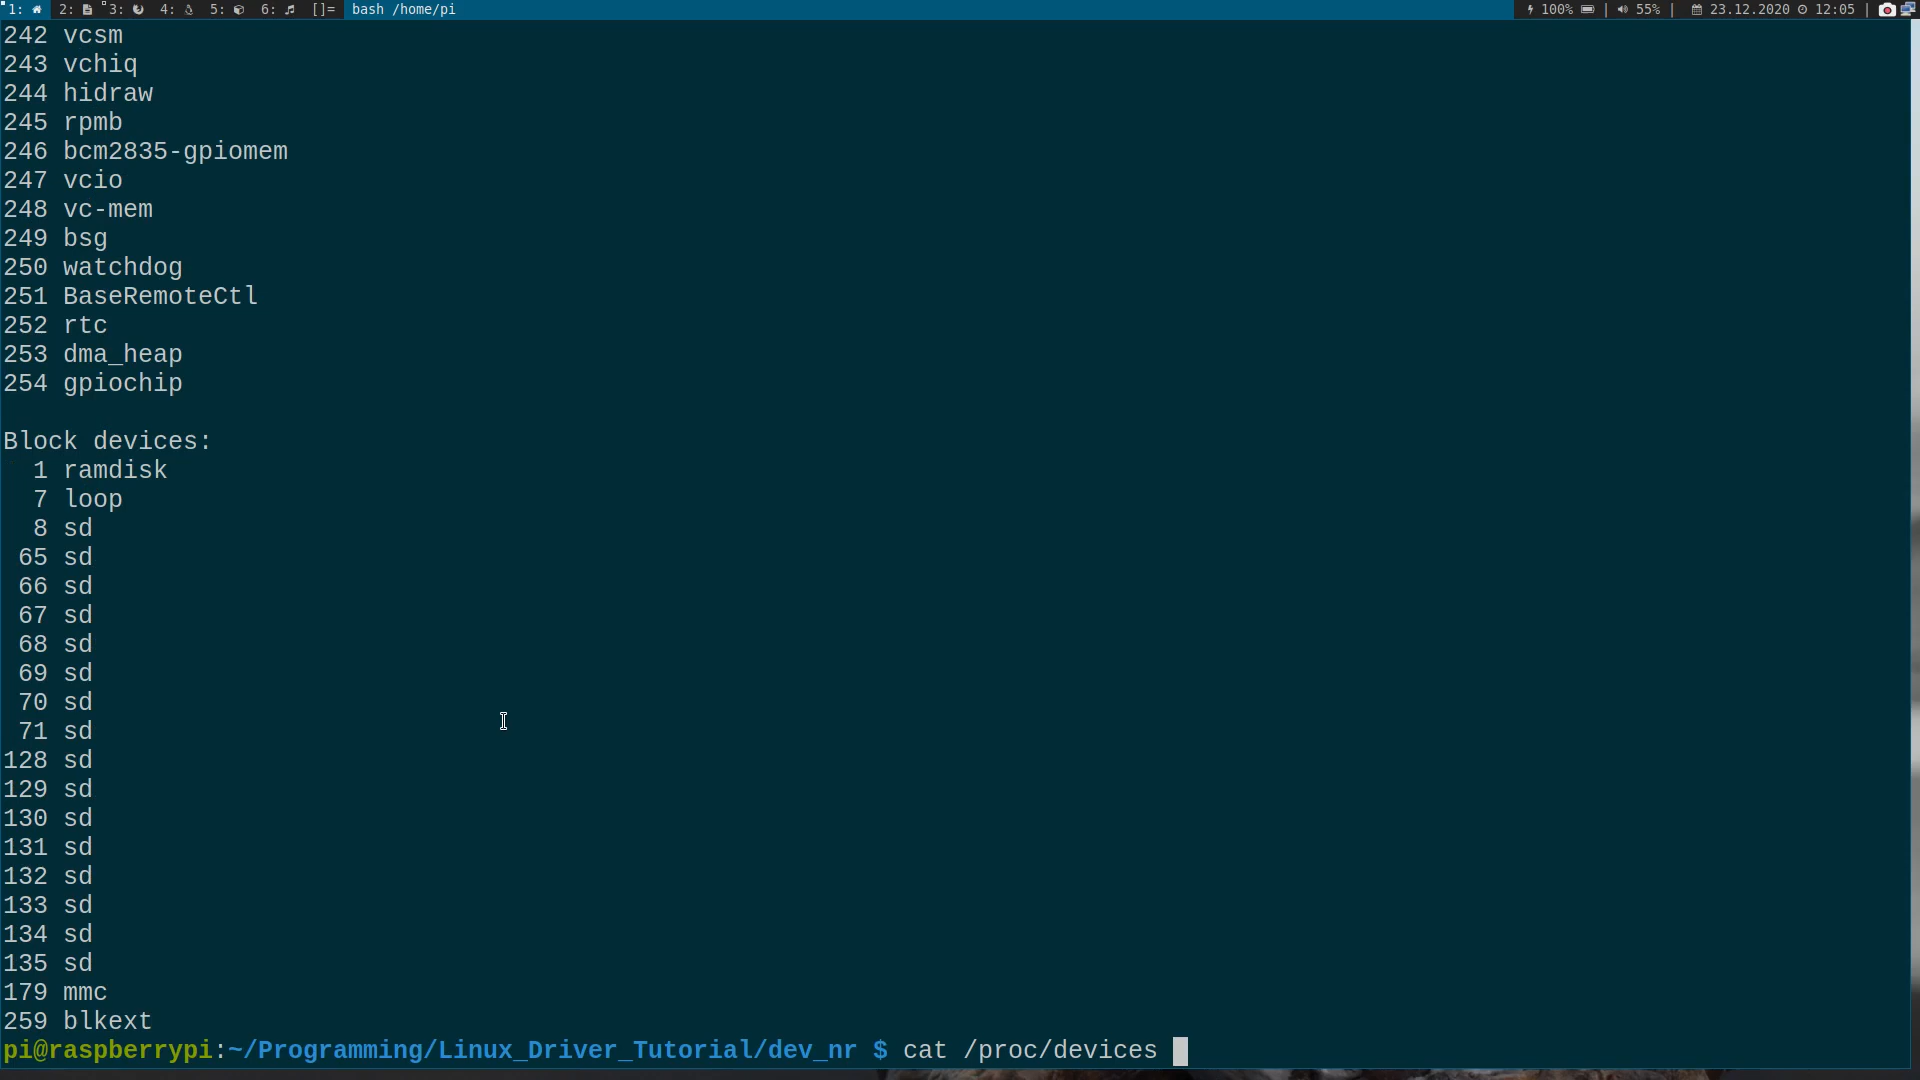 1: 2: 3: 4: 5: 6: []= bash /home/pi 100% | 55% | 23.12.2020 12:05 |
242 vcsm
243 vchiq
244 hidraw
245 rpmb
246 bcm2835-gpiomem
247 vcio
248 vc-mem
249 bsg
250 watchdog
251 BaseRemoteCtl
252 rtc
253 dma_heap
254 gpiochip
Block devices:
1 ramdisk
7 loop
8 sd
65 sd
66 sd
67 sd
68 sd
69 sd
70 sd
71 sd
128 sd
129 sd
130 sd
131 sd
132 sd
133 sd
134 sd
135 sd
179 mmc
259 blkext
pi@raspberrypi:~/Programming/Linux_Driver_Tutorial/dev_nr $ cat /proc/devices